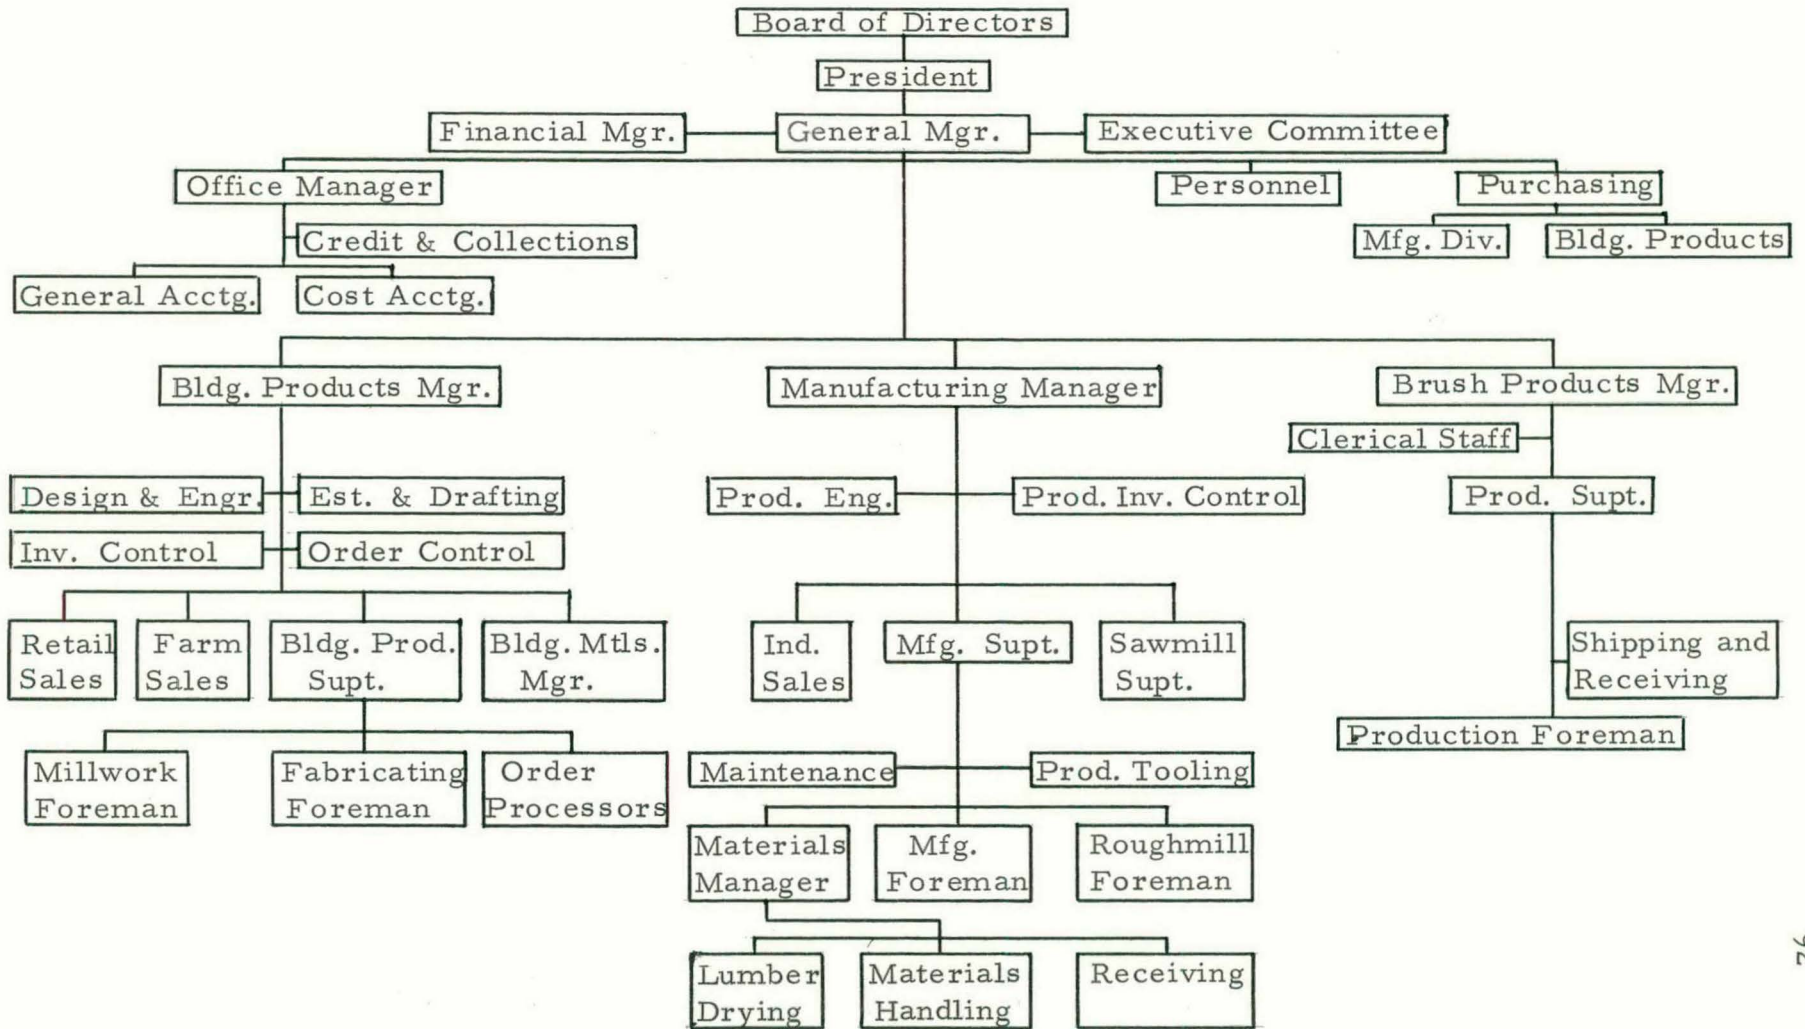 Board of Directors
President
Financial Mgr.
General Mgr.
Executive Committee
Office Manager
Personnel
Purchasing
Credit & Collections
Mfg. Div.
Bldg. Products
General Acctg.
Cost Acctg.
Bldg. Products Mgr.
Manufacturing Manager
Brush Products Mgr.
Clerical Staff
Design & Engr.
Est. & Drafting
Prod. Eng.
Prod. Inv. Control
Prod. Supt.
Inv. Control
Order Control
Retail
Sales
Farm
Sales
Bldg. Prod.
Supt.
Bldg. Mtls.
Mgr.
Ind.
Sales
Mfg. Supt.
Sawmill
Supt.
Shipping and
Receiving
Production Foreman
Millwork
Foreman
Fabricating
Foreman
Order
Processors
Maintenance
Prod. Tooling
Materials
Manager
Mfg.
Foreman
Roughmill
Foreman
Lumber
Drying
Materials
Handling
Receiving